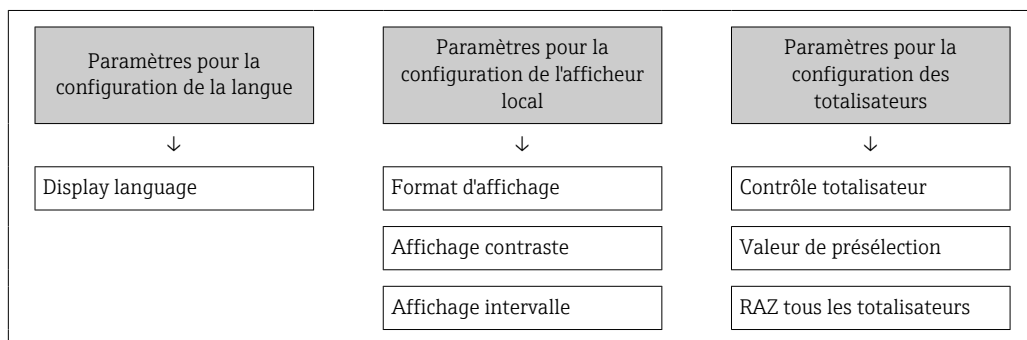 Paramètres pour la
configuration de la langue
↓
Display language
Paramètres pour la
configuration de l'afficheur
local
↓
Format d'affichage
Affichage contraste
Affichage intervalle
Paramètres pour la
configuration des
totalisateurs
↓
Contrôle totalisateur
Valeur de présélection
RAZ tous les totalisateurs